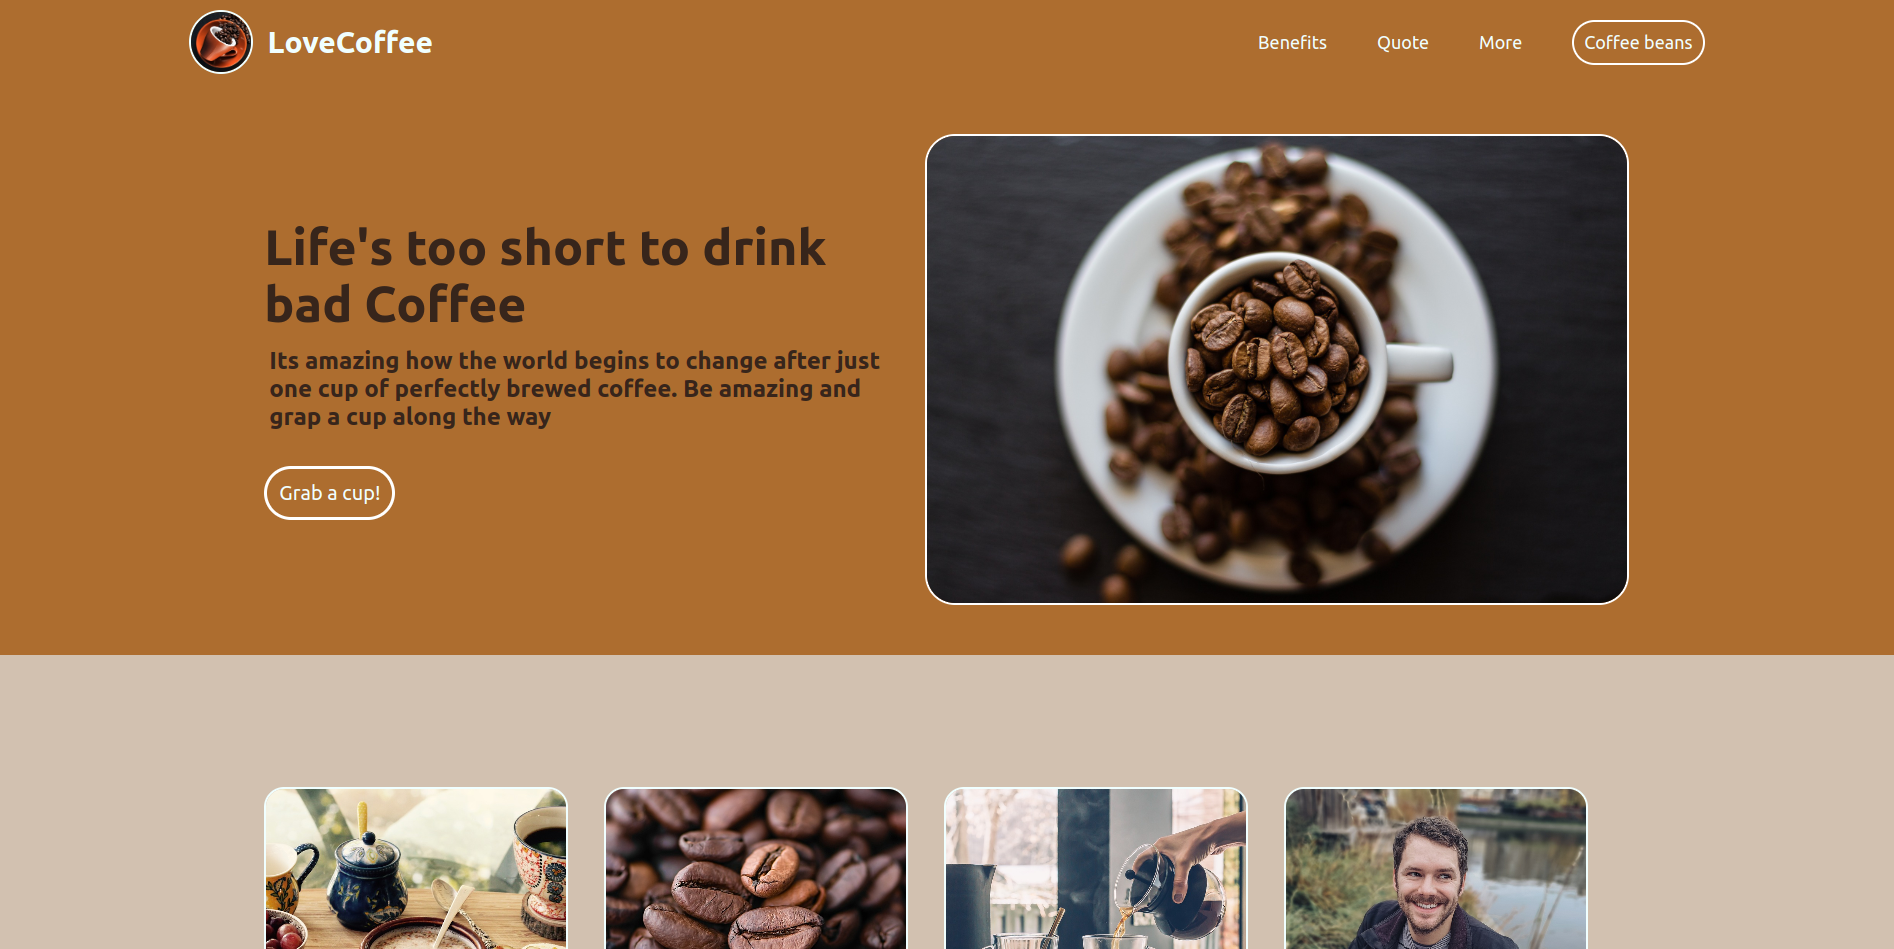 LoveCoffee
Benefits
Quote
More
Coffee beans
Life's too short to drink
bad Coffee
Its amazing how the world begins to change after just
one cup of perfectly brewed coffee. Be amazing and
grap a cup along the way
Grab a cup!